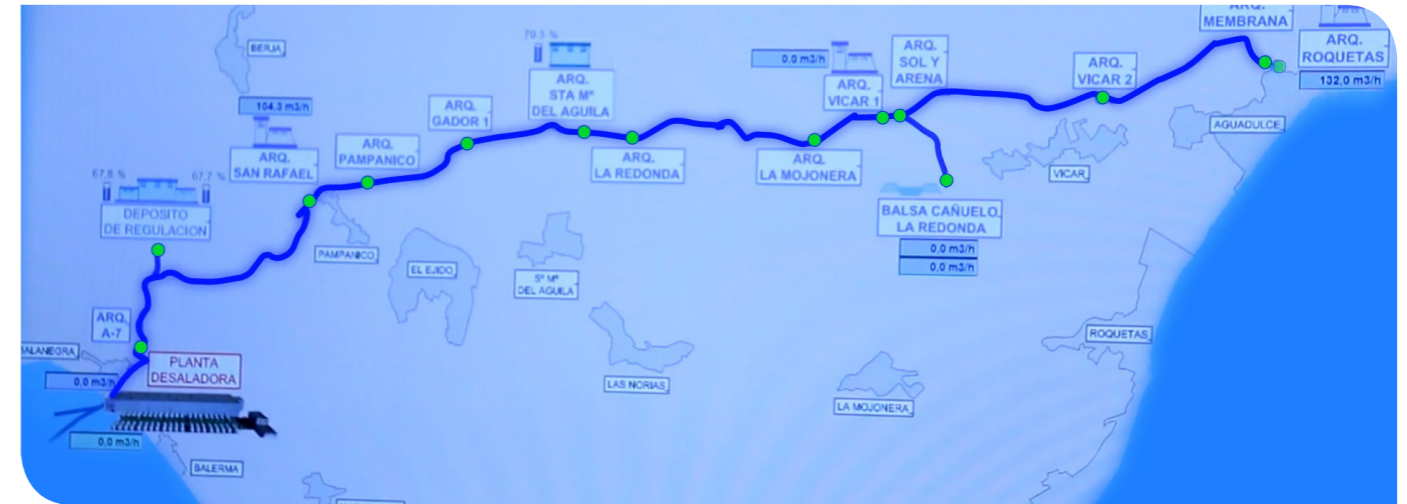 ARQ.
MEMBRANA
ARQ.
ROQUETAS
132,0 m3/h
BERJA
79,3 %
ARQ.
STA Mª
DEL AGUILA
0,0 m3/h
ARQ.
VICAR 1
ARQ.
SOL Y
ARENA
ARQ.
VICAR 2
AGUADULCE
104,3 m3/h
ARQ.
SAN RAFAEL
ARQ.
PAMPANICO
ARQ.
GADOR 1
ARQ.
LA REDONDA
ARQ.
LA MOJONERA
VICAR
67,8 %
67,7 %
DEPOSITO
DE REGULACION
BALSA CAÑUELO
LA REDONDA
0,0 m3/h
0,0 m3/h
PAMPANICO
EL EJIDO
Sª Mª
DEL AGUILA
ARQ.
A-7
ROQUETAS
BALANEGRA
PLANTA
DESALADORA
0,0 m3/h
LAS NORIAS
LA MOJONERA
0,0 m3/h
BALERMA